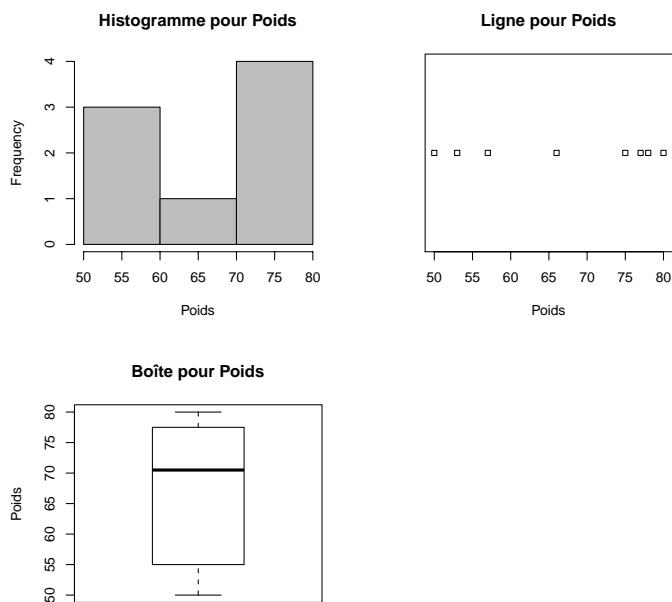 Histogramme pour Poids
Frequency
4
3
2
1
0
50 55 60 65 70 75 80
Poids
Ligne pour Poids
50 55 60 65 70 75 80
Poids
Boîte pour Poids
Poids
80
75
70
65
60
55
50